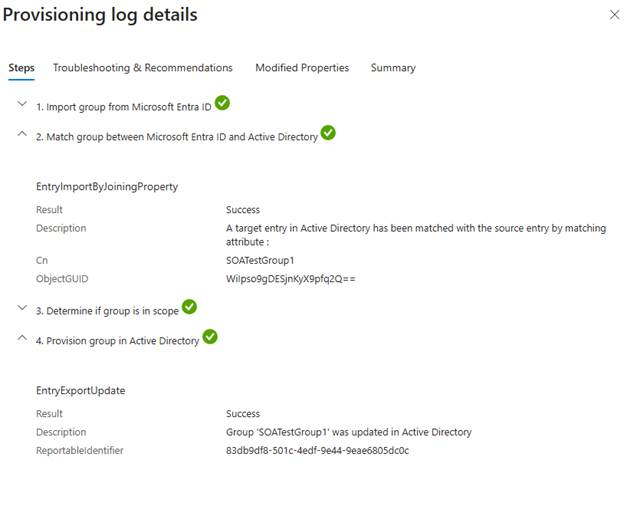 Provisioning log details
Steps Troubleshooting & Recommendations Modified Properties Summary
1. Import group from Microsoft Entra ID
2. Match group between Microsoft Entra ID and Active Directory
EntryImportByJoiningProperty
Result Success
Description A target entry in Active Directory has been matched with the source entry by matching
attribute :
Cn SOATestGroup1
ObjectGUID WiIpso9gDESjnKyX9pfq2Q==
3. Determine if group is in scope
4. Provision group in Active Directory
EntryExportUpdate
Result Success
Description Group 'SOATestGroup1' was updated in Active Directory
ReportableIdentifier 83db9df8-501c-4edf-9e44-9eae6805dc0c